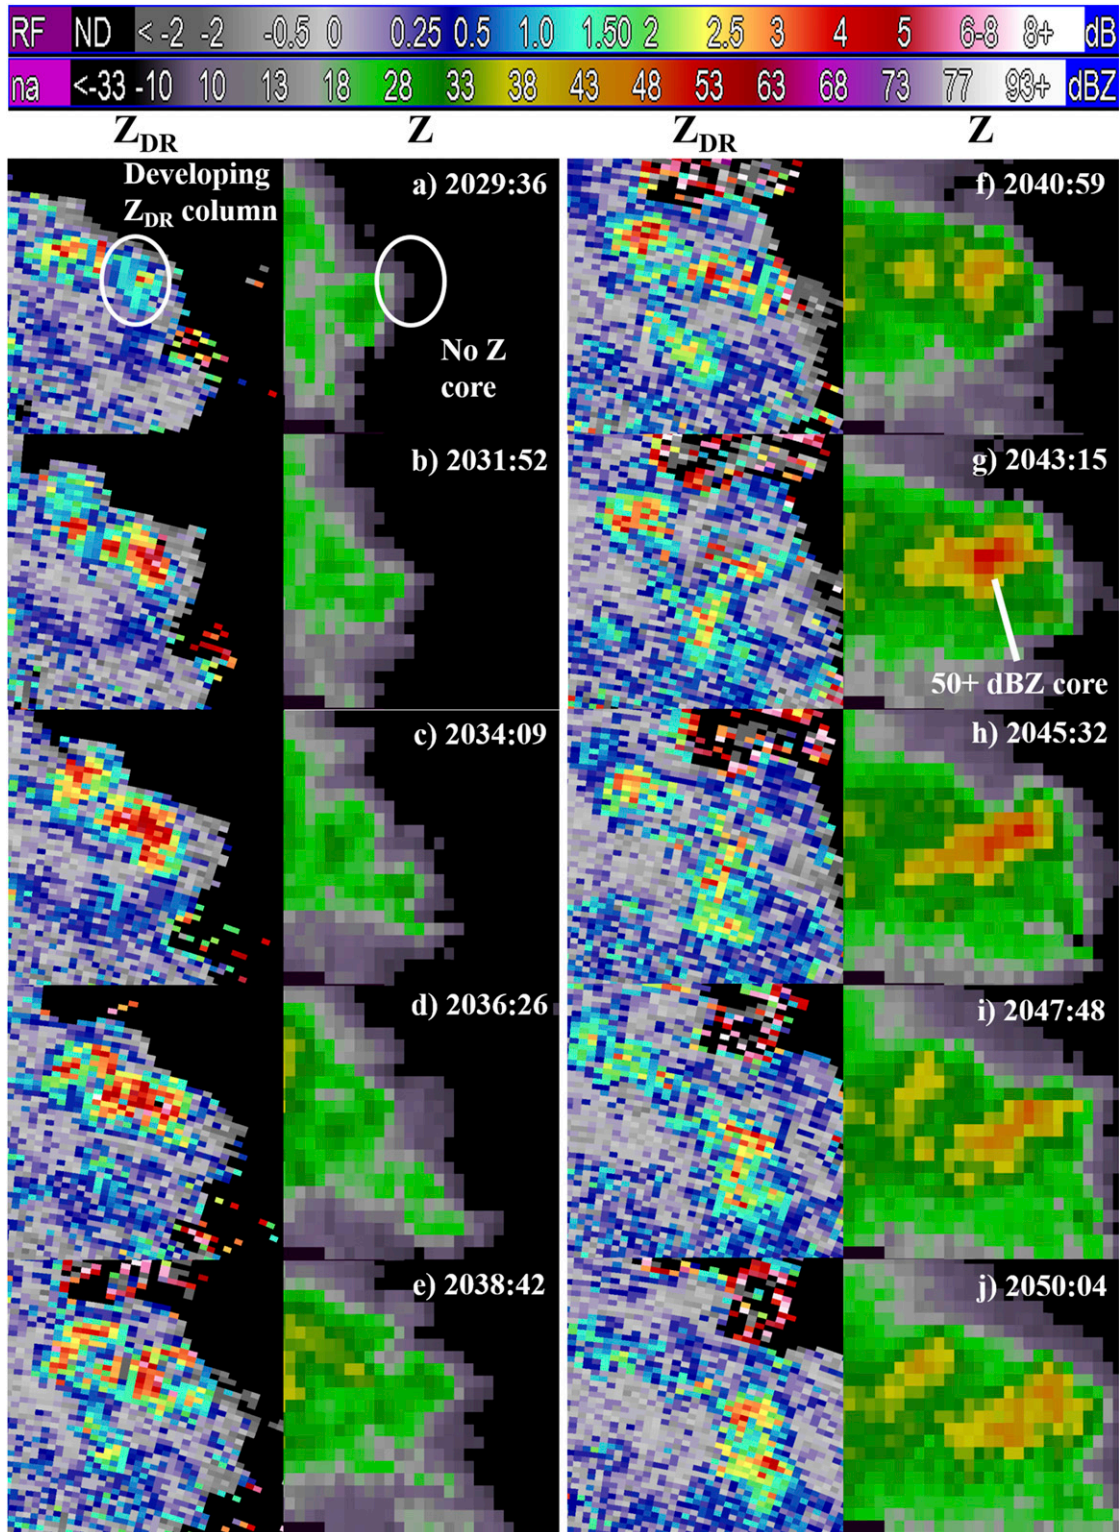 RF ND < -2 -2 -0.5 0 0.25 0.5 1.0 1.50 2 2.5 3 4 5 6-8 8+ dB
na <-33 -10 10 13 18 28 33 38 43 48 53 63 68 73 77 93+ dBZ
ZDR Z ZDR Z
Developing
ZDR column
a) 2029:36
No Z
core
b) 2031:52
c) 2034:09
d) 2036:26
e) 2038:42
f) 2040:59
g) 2043:15
50+ dBZ core
h) 2045:32
i) 2047:48
j) 2050:04